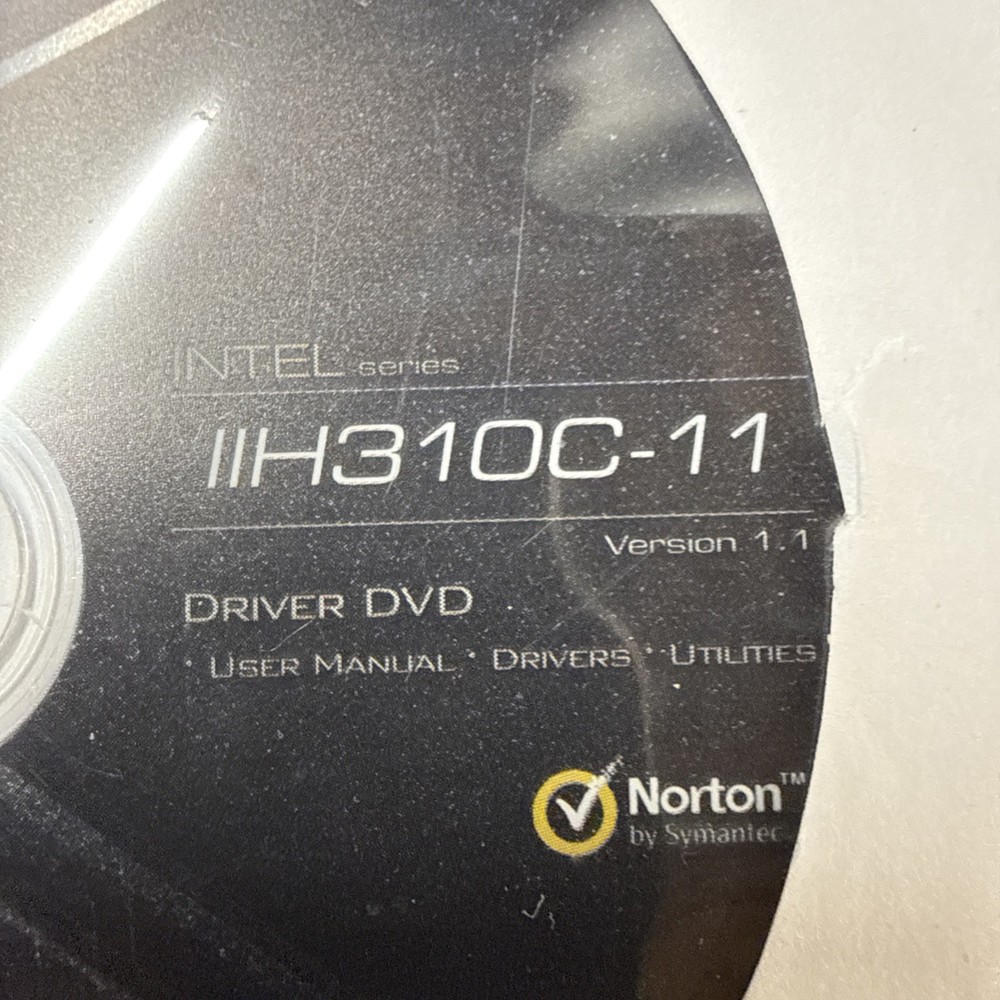 INTEL series
IIH310C-11
Version 1.1
DRIVER DVD
• USER MANUAL • DRIVERS • UTILITIES
Norton™
by Symantec